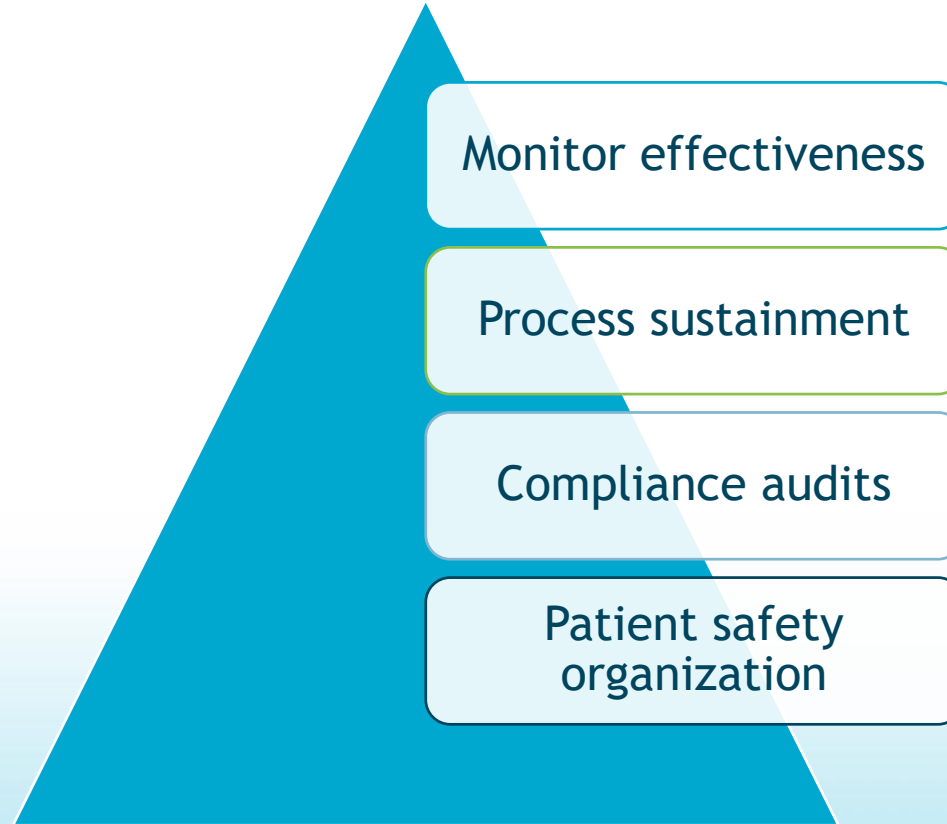 Monitor effectiveness
Process sustainment
Compliance audits
Patient safety
organization